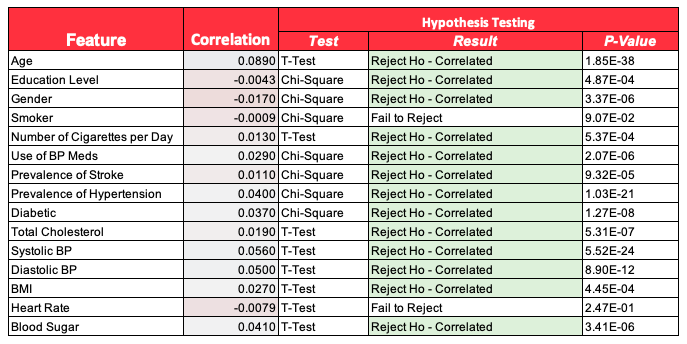 Hypothesis Testing
Feature Correlation Test Result P-Value
Age 0.0890 T-Test Reject Ho - Correlated 1.85E-38
Education Level -0.0043 Chi-Square Reject Ho - Correlated 4.87E-04
Gender -0.0170 Chi-Square Reject Ho - Correlated 3.37E-06
Smoker -0.0009 Chi-Square Fail to Reject 9.07E-02
Number of Cigarettes per Day 0.0130 T-Test Reject Ho - Correlated 5.37E-04
Use of BP Meds 0.0290 Chi-Square Reject Ho - Correlated 2.07E-06
Prevalence of Stroke 0.0110 Chi-Square Reject Ho - Correlated 9.32E-05
Prevalence of Hypertension 0.0400 Chi-Square Reject Ho - Correlated 1.03E-21
Diabetic 0.0370 Chi-Square Reject Ho - Correlated 1.27E-08
Total Cholesterol 0.0190 T-Test Reject Ho - Correlated 5.31E-07
Systolic BP 0.0560 T-Test Reject Ho - Correlated 5.52E-24
Diastolic BP 0.0500 T-Test Reject Ho - Correlated 8.90E-12
BMI 0.0270 T-Test Reject Ho - Correlated 4.45E-04
Heart Rate -0.0079 T-Test Fail to Reject 2.47E-01
Blood Sugar 0.0410 T-Test Reject Ho - Correlated 3.41E-06